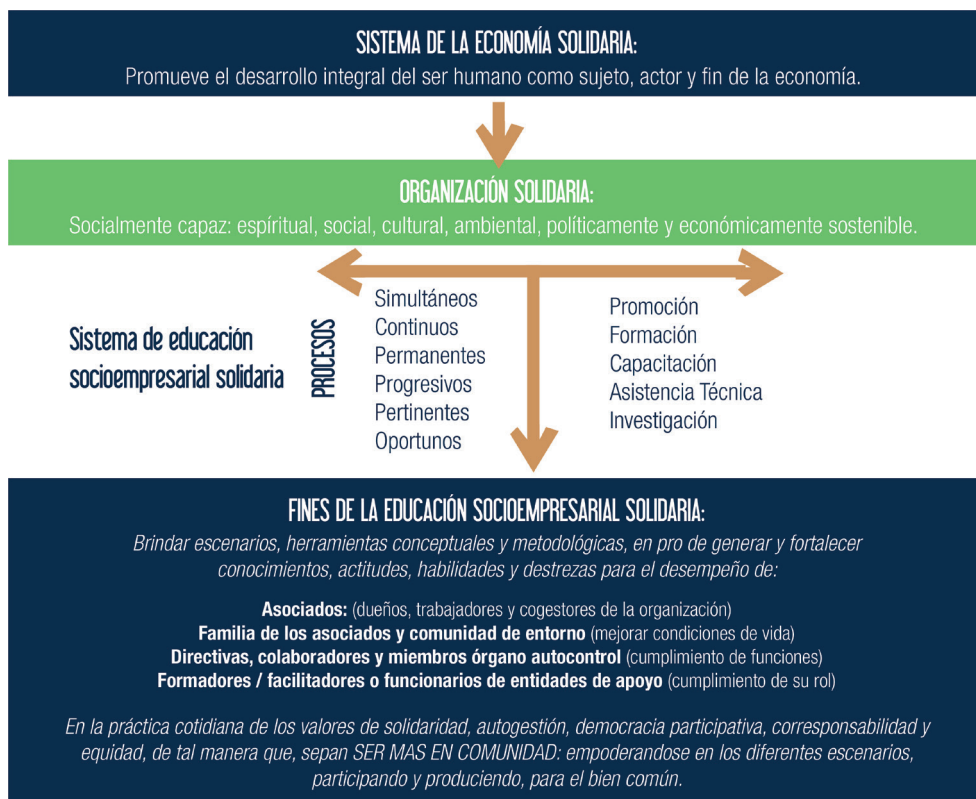 SISTEMA DE LA ECONOMÍA SOLIDARIA:
Promueve el desarrollo integral del ser humano como sujeto, actor y fin de la economía.
ORGANIZACIÓN SOLIDARIA:
Socialmente capaz: espíritual, social, cultural, ambiental, políticamente y económicamente sostenible.
Sistema de educación
socioempresarial solidaria
PROCESOS
Simultáneos
Continuos
Permanentes
Progresivos
Pertinentes
Oportunos
Promoción
Formación
Capacitación
Asistencia Técnica
Investigación
FINES DE LA EDUCACIÓN SOCIOEMPRESARIAL SOLIDARIA:
Brindar escenarios, herramientas conceptuales y metodológicas, en pro de generar y fortalecer
conocimientos, actitudes, habilidades y destrezas para el desempeño de:
Asociados: (dueños, trabajadores y cogestores de la organización)
Familia de los asociados y comunidad de entorno (mejorar condiciones de vida)
Directivas, colaboradores y miembros órgano autocontrol (cumplimiento de funciones)
Formadores / facilitadores o funcionarios de entidades de apoyo (cumplimiento de su rol)
En la práctica cotidiana de los valores de solidaridad, autogestión, democracia participativa, corresponsabilidad y
equidad, de tal manera que, sepan SER MAS EN COMUNIDAD: empoderandose en los diferentes escenarios,
participando y produciendo, para el bien común.